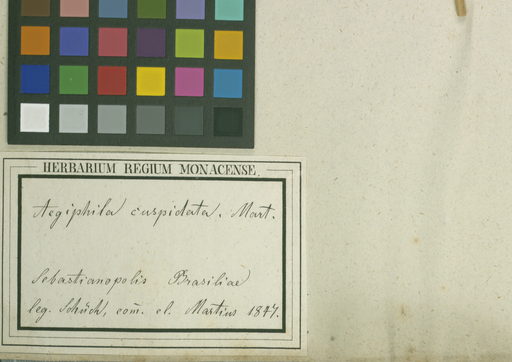 HERBARIUM REGIUM MONACENSE.
Aegiphila cuspidata. Mart.
Sebastianopolis Brasiliae
leg. Schüch, com̄. cl. Martius 1847.